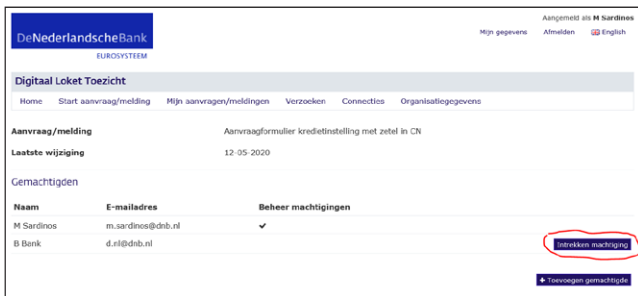 Aangemeld als M Sardinos
Mijn gegevens Afmelden English
DeNederlandscheBank
EUROSYSTEEM
Digitaal Loket Toezicht
Home Start aanvraag/melding Mijn aanvragen/meldingen Verzoeken Connecties Organisatiegegevens
Aanvraag/melding Aanvraagformulier kredietinstelling met zetel in CN
Laatste wijziging 12-05-2020
Gemachtigden
Naam E-mailadres Beheer machtigingen
M Sardinos m.sardinos@dnb.nl ✔
B Bank d.nl@dnb.nl Intrekken machtiging
+ Toevoegen gemachtigde